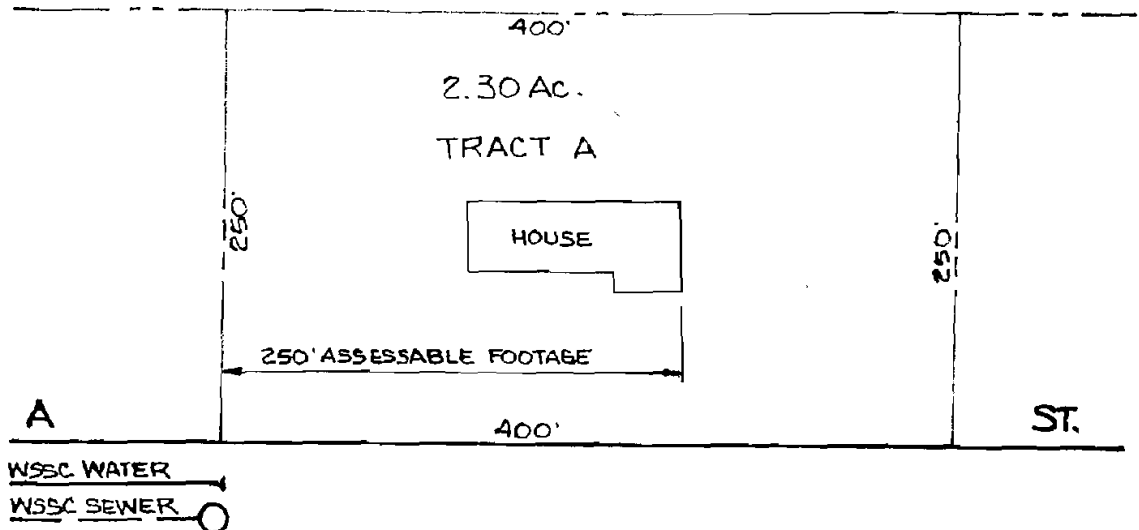 400'
2.30 Ac.
TRACT A
250'
HOUSE
250'
250' ASSESSABLE FOOTAGE
A
400'
ST.
WSSC WATER
WSSC SEWER